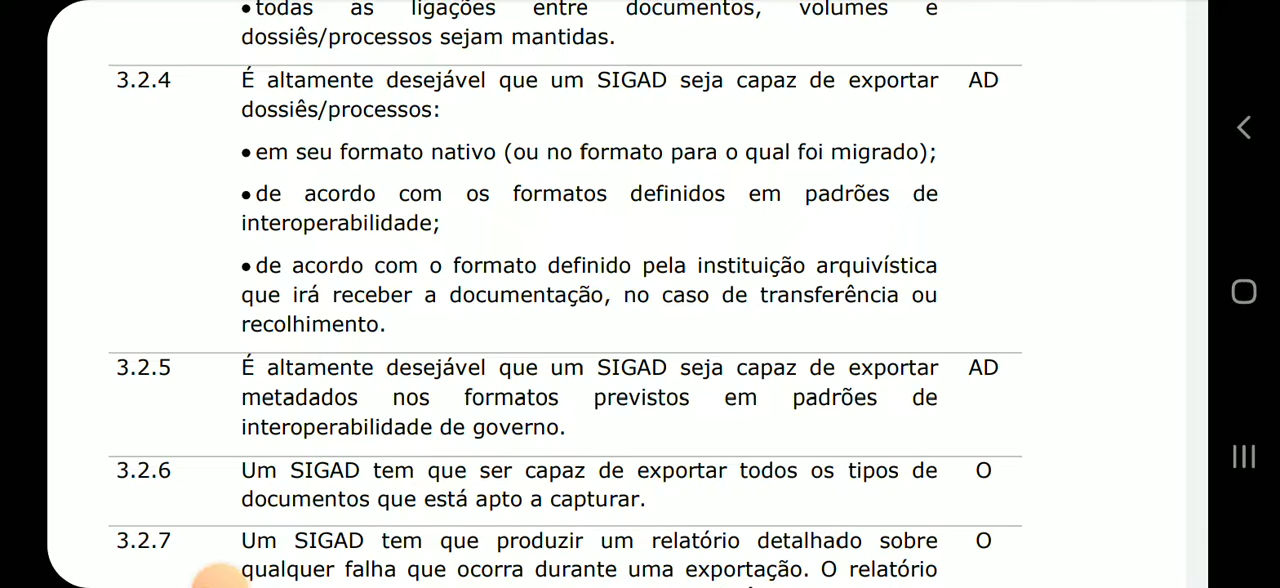 •todas as ligações entre documentos, volumes e
dossiês/processos sejam mantidas.
3.2.4 É altamente desejável que um SIGAD seja capaz de exportar AD
dossiês/processos:
•em seu formato nativo (ou no formato para o qual foi migrado);
•de acordo com os formatos definidos em padrões de
interoperabilidade;
•de acordo com o formato definido pela instituição arquivística
que irá receber a documentação, no caso de transferência ou
recolhimento.
3.2.5 É altamente desejável que um SIGAD seja capaz de exportar AD
metadados nos formatos previstos em padrões de
interoperabilidade de governo.
3.2.6 Um SIGAD tem que ser capaz de exportar todos os tipos de O
documentos que está apto a capturar.
3.2.7 Um SIGAD tem que produzir um relatório detalhado sobre O
qualquer falha que ocorra durante uma exportação. O relatório